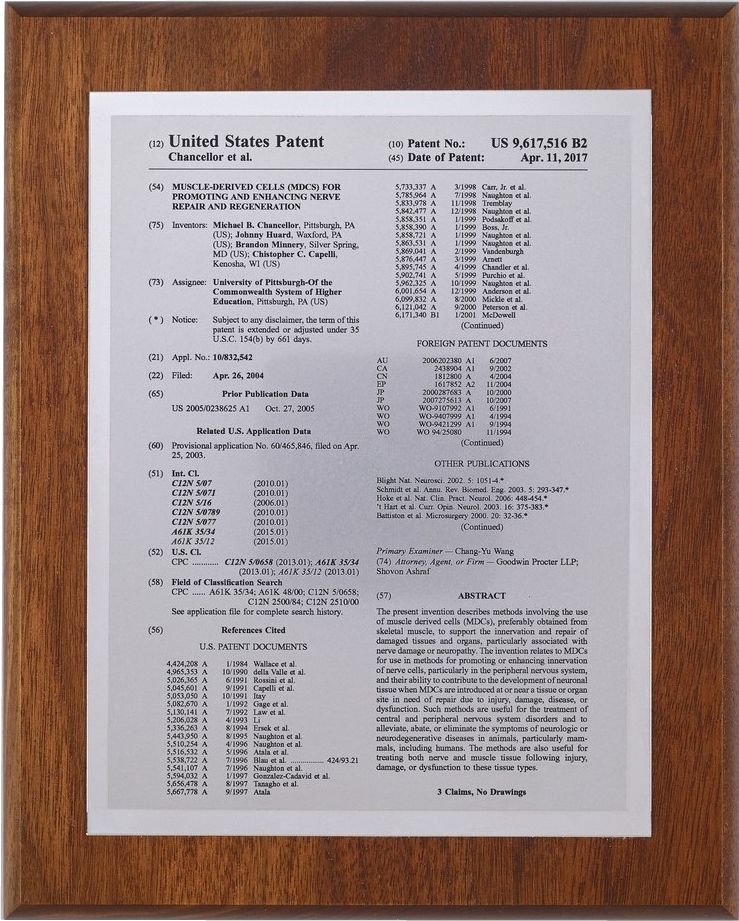 (12) United States Patent
Chancellor et al.
(10) Patent No.: US 9,617,516 B2
(45) Date of Patent: Apr. 11, 2017
(54) MUSCLE-DERIVED CELLS (MDCS) FOR
PROMOTING AND ENHANCING NERVE
REPAIR AND REGENERATION
(75) Inventors: Michael B. Chancellor, Pittsburgh, PA
(US); Johnny Huard, Waxford, PA
(US); Brandon Minnery, Silver Spring,
MD (US); Chistopher C. Capelli,
Kenosha, WI (US)
(73) Assignee: University of Pittsburgh-Of the
Commonwealth System of Higher
Education, Pittsburgh, PA (US)
(*) Notice: Subject to any disclaimer, the term of this
patent is extended or adjusted under 35
U.S.C. 154(b) by 661 days.
(21) Appl. No.: 10/832,542
(22) Filed: Apr. 26, 2004
(65) Prior Publication Data
US 2005/0238625 A1 Oct. 27, 2005
Related U.S. Application Data
(60) Provisional application No. 60/465,846, filed on Apr.
25, 2003.
(51) Int. Cl.
C12N 5/07 (2010.01)
C12N 5/071 (2010.01)
C12N 5/16 (2006.01)
C12N 5/0789 (2010.01)
C12N 5/077 (2010.01)
A61K 35/34 (2015.01)
A61K 35/12 (2015.01)
(52) U.S. Cl.
CPC ............ C12N 5/0658 (2013.01); A61K 35/34
(2013.01); A61K 35/12 (2013.01)
(58) Field of Classification Search
CPC ...... A61K 35/34; A61K 48/00; C12N 5/0658;
C12N 2500/84; C12N 2510/00
See application file for complete search history.
(56) References Cited
U.S. PATENT DOCUMENTS
4,424,208 A 1/1984 Wallace et al.
4,965,353 A 10/1990 della Valle et al.
5,026,365 A 6/1991 Rossini et al.
5,045,601 A 9/1991 Capelli et al.
5,053,050 A 10/1991 Itay
5,082,670 A 1/1992 Gage et al.
5,130,141 A 7/1992 Law et al.
5,206,028 A 4/1993 Li
5,336,263 A 8/1994 Ersek et al.
5,443,950 A 8/1995 Naughton et al.
5,510,254 A 4/1996 Naughton et al.
5,516,532 A 5/1996 Atala et al.
5,538,722 A 7/1996 Blau et al. ................ 424/93.21
5,541,107 A 7/1996 Naughton et al.
5,594,032 A 1/1997 Gonzalez-Cadavid et al.
5,656,478 A 8/1997 Tanagho et al.
5,667,778 A 9/1997 Atala
5,733,337 A 3/1998 Carr, Jr. et al.
5,785,964 A 7/1998 Naughton et al.
5,833,978 A 11/1998 Tremblay
5,842,477 A 12/1998 Naughton et al.
5,858,351 A 1/1999 Podsakoff et al.
5,858,390 A 1/1999 Boss, Jr.
5,858,721 A 1/1999 Naughton et al.
5,863,531 A 1/1999 Naughton et al.
5,869,041 A 2/1999 Vandenburgh
5,876,447 A 3/1999 Arnett
5,895,745 A 4/1999 Chandler et al.
5,902,741 A 5/1999 Purchio et al.
5,962,325 A 10/1999 Naughton et al.
6,001,654 A 12/1999 Anderson et al.
6,099,832 A 8/2000 Mickle et al.
6,121,042 A 9/2000 Peterson et al.
6,171,340 B1 1/2001 McDowell
(Continued)
FOREIGN PATENT DOCUMENTS
AU 2006202380 A1 6/2007
CA 2438904 A1 9/2002
CN 1812800 A 4/2004
EP 1617852 A2 11/2004
JP 2000287683 A 10/2000
JP 2007275613 A 10/2007
WO WO-9107992 A1 6/1991
WO WO-9407999 A1 4/1994
WO WO-9421299 A1 9/1994
WO WO 94/25080 11/1994
(Continued)
OTHER PUBLICATIONS
Blight Nat. Neurosci. 2002. 5: 1051-4.*
Schmidt et al. Annu. Rev. Biomed. Eng. 2003. 5: 293-347.*
Hoke et al. Nat. Clin. Pract. Neurol. 2006: 448-454.*
't Hart et al. Curr. Opin. Neurol. 2003. 16: 375-383.*
Battiston et al. Microsurgery 2000. 20: 32-36.*
(Continued)
Primary Examiner — Chang-Yu Wang
(74) Attorney, Agent, or Firm — Goodwin Procter LLP;
Shovon Ashraf
(57) ABSTRACT
The present invention describes methods involving the use
of muscle derived cells (MDCs), preferably obtained from
skeletal muscle, to support the innervation and repair of
damaged tissues and organs, particularly associated with
nerve damage or neuropathy. The invention relates to MDCs
for use in methods for promoting or enhancing innervation
of nerve cells, particularly in the peripheral nervous system,
and their ability to contribute to the development of neuronal
tissue when MDCs are introduced at or near a tissue or organ
site in need of repair due to injury, damage, disease, or
dysfunction. Such methods are useful for the treatment of
central and peripheral nervous system disorders and to
alleviate, abate, or eliminate the symptoms of neurologic or
neurodegenerative diseases in animals, particularly mam-
mals, including humans. The methods are also useful for
treating both nerve and muscle tissue following injury,
damage, or dysfunction to these tissue types.
3 Claims, No Drawings